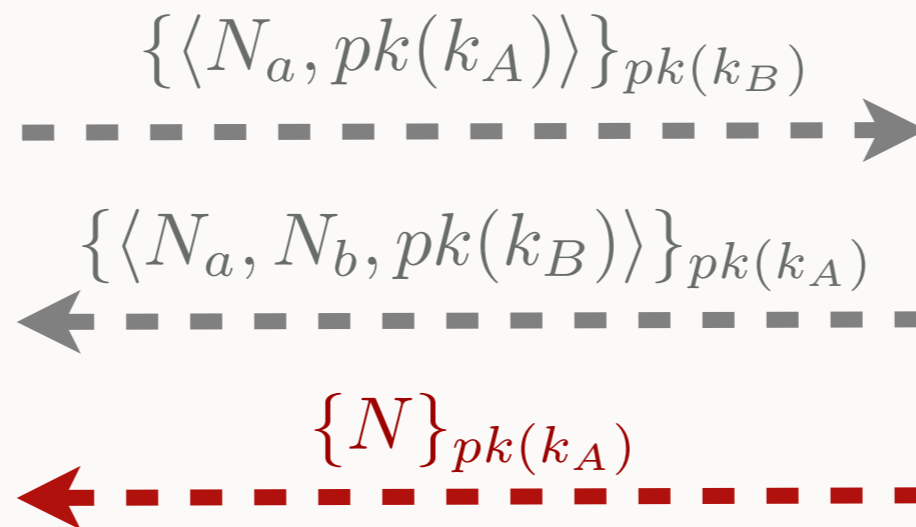 {⟨N_a, pk(k_A)⟩}_{pk(k_B)}
{⟨N_a, N_b, pk(k_B)⟩}_{pk(k_A)}
{N}_{pk(k_A)}